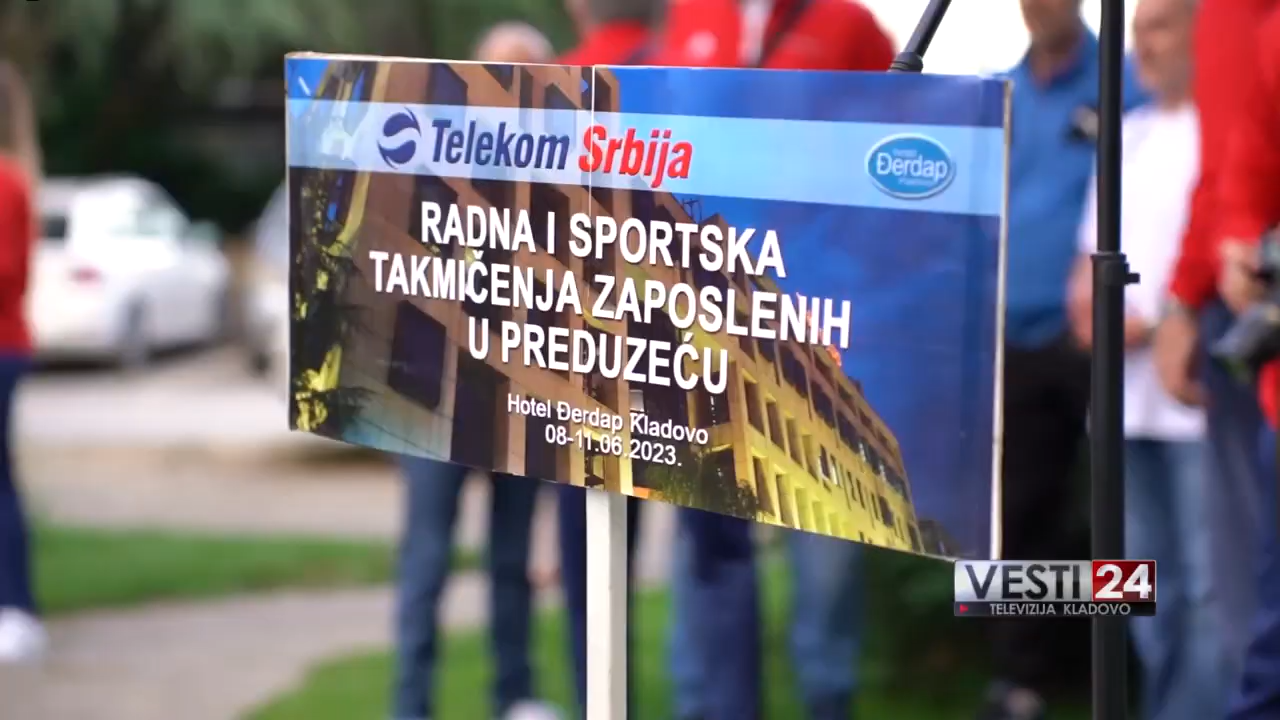 Telekom Srbija
Đerdap
RADNA I SPORTSKA
TAKMIČENJA ZAPOSLENIH
U PREDUZEĆU
Hotel Đerdap Kladovo
08-11.06.2023.
VESTI 24
TELEVIZIJA KLADOVO